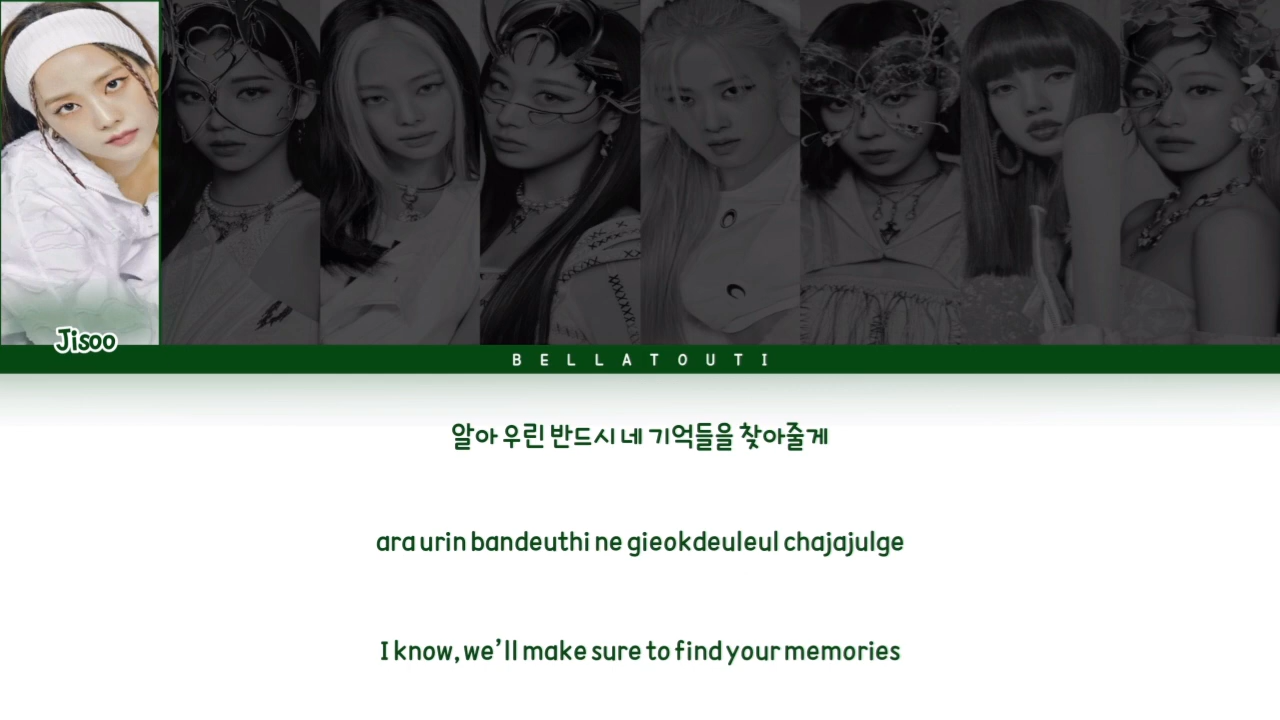 Jisoo
BELLATOUTI
알아 우린 반드시 네 기억들을 찾아줄게
ara urin bandeuthi ne gieokdeuleul chajajulge
I know, we’ll make sure to find your memories